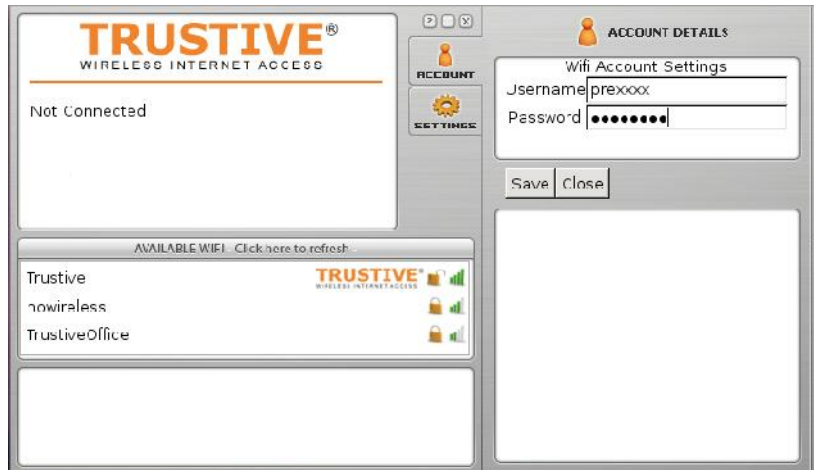 TRUSTIVE®
WIRELESS INTERNET ACCESS
Not Connected
?
X
ACCOUNT
SETTINGS
ACCOUNT DETAILS
Wifi Account Settings
Username prexxxx
Password ●●●●●●●●
Save Close
AVAILABLE WIFI - Click here to refresh -
Trustive TRUSTIVE®
WIRELESS INTERNET ACCESS
nowireless
TrustiveOffice